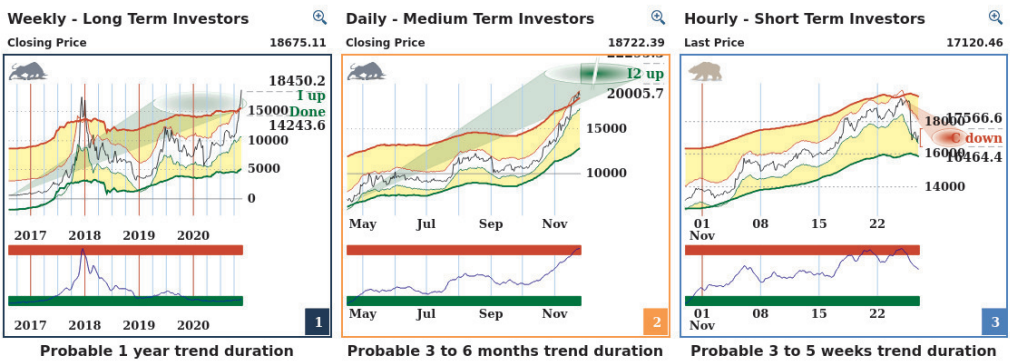 Weekly - Long Term Investors
Closing Price 18675.11
18450.2
I up
15000
Done
14243.6
10000
5000
0
2017 2018 2019 2020
2017 2018 2019 2020
1
Probable 1 year trend duration
Daily - Medium Term Investors
Closing Price 18722.39
I2 up
20005.7
15000
10000
May Jul Sep Nov
May Jul Sep Nov
2
Probable 3 to 6 months trend duration
Hourly - Short Term Investors
Last Price 17120.46
17566.6
18000
C down
16000
14000
01 08 15 22
Nov
01 08 15 22
Nov
3
Probable 3 to 5 weeks trend duration